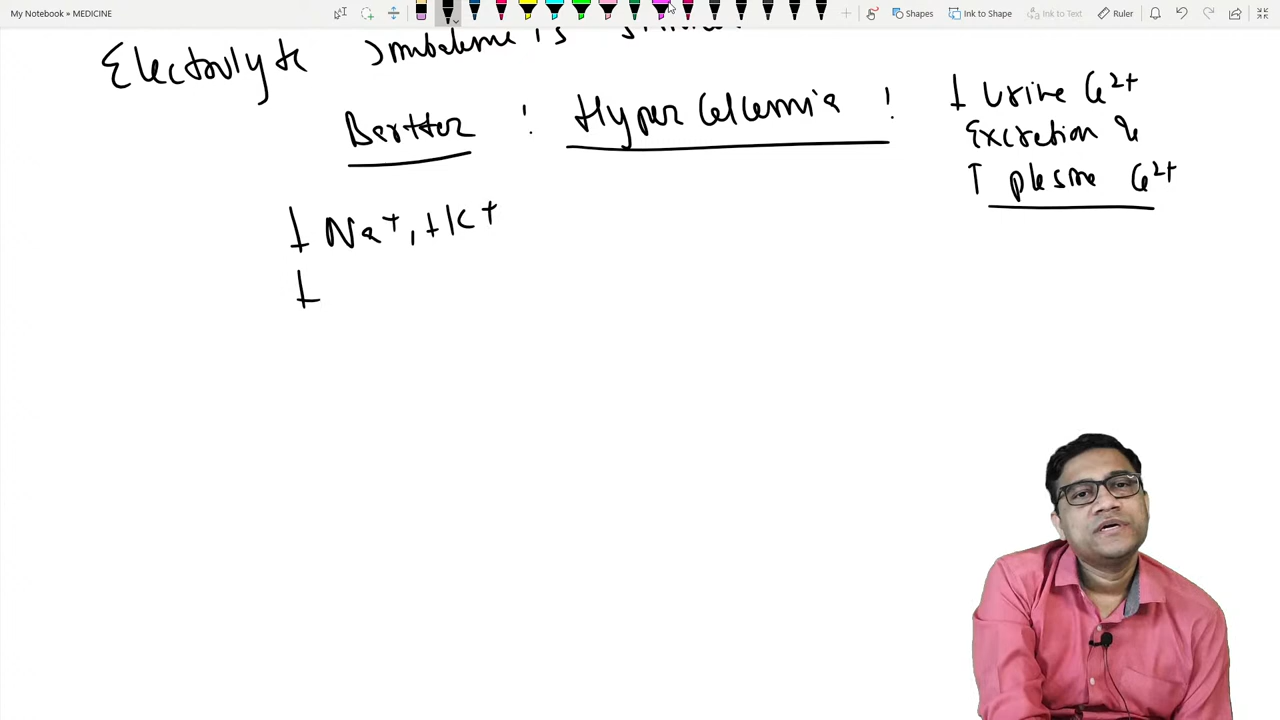 My Notebook » MEDICINE
Shapes Ink to Shape Ink to Text Ruler
Electrolyte Imbalance is similar
Bartter : Hypercalcemia : ↓ Urine Ca2+
Excretion &
↑ plasma Ca2+
↓ Na+, ↓K+
↓